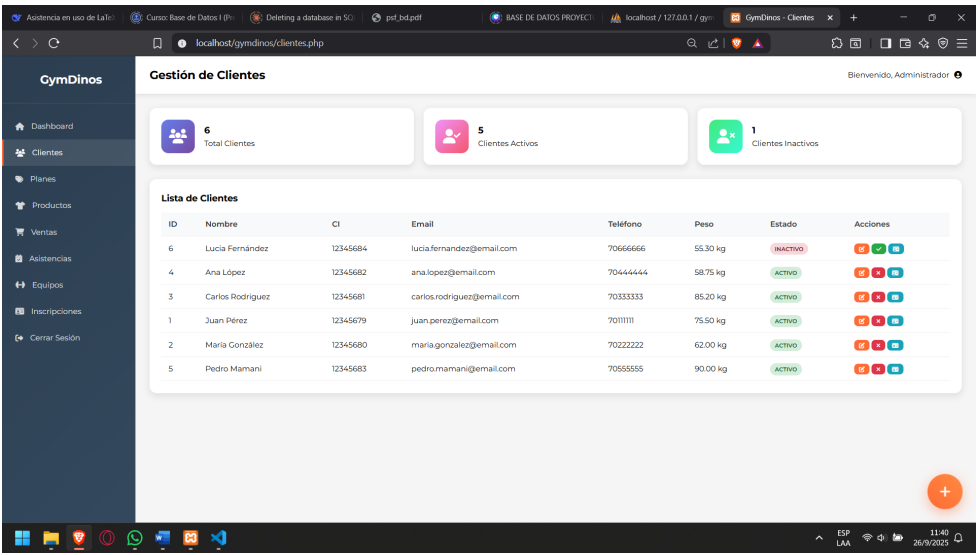 Asistencia en uso de LaTeX
Curso: Base de Datos I (Pr
Deleting a database in SQ
psf_bd.pdf
BASE DE DATOS PROYECT
localhost / 127.0.0.1 / gym
GymDinos - Clientes
localhost/gymdinos/clientes.php
GymDinos
Gestión de Clientes
Bienvenido, Administrador
Dashboard
Clientes
Planes
Productos
Ventas
Asistencias
Equipos
Inscripciones
Cerrar Sesión
6
Total Clientes
5
Clientes Activos
1
Clientes Inactivos
Lista de Clientes
ID Nombre CI Email Teléfono Peso Estado Acciones
6 Lucía Fernández 12345684 lucia.fernandez@email.com 70666666 55.30 kg INACTIVO
4 Ana López 12345682 ana.lopez@email.com 70444444 58.75 kg ACTIVO
3 Carlos Rodríguez 12345681 carlos.rodriguez@email.com 70333333 85.20 kg ACTIVO
1 Juan Pérez 12345679 juan.perez@email.com 70111111 75.50 kg ACTIVO
2 María González 12345680 maria.gonzalez@email.com 70222222 62.00 kg ACTIVO
5 Pedro Mamani 12345683 pedro.mamani@email.com 70555555 90.00 kg ACTIVO
ESP
LAA
11:40
26/9/2025